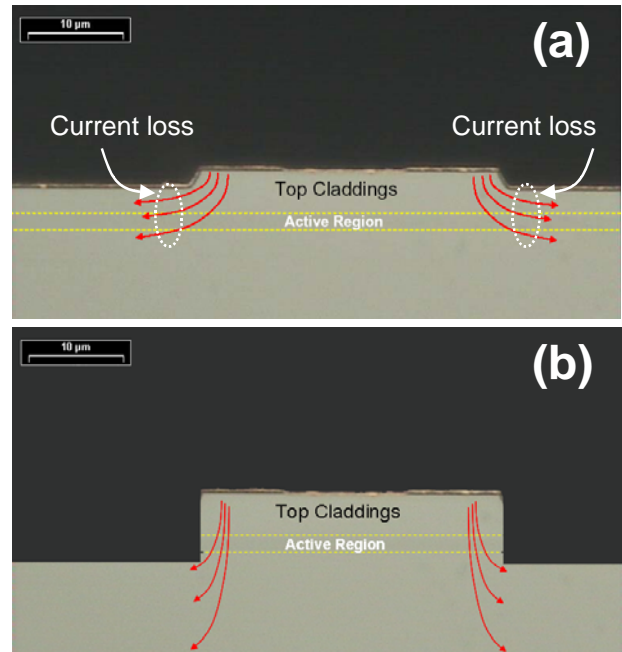 10 µm
(a)
Current loss
Current loss
Top Claddings
Active Region
10 µm
(b)
Top Claddings
Active Region